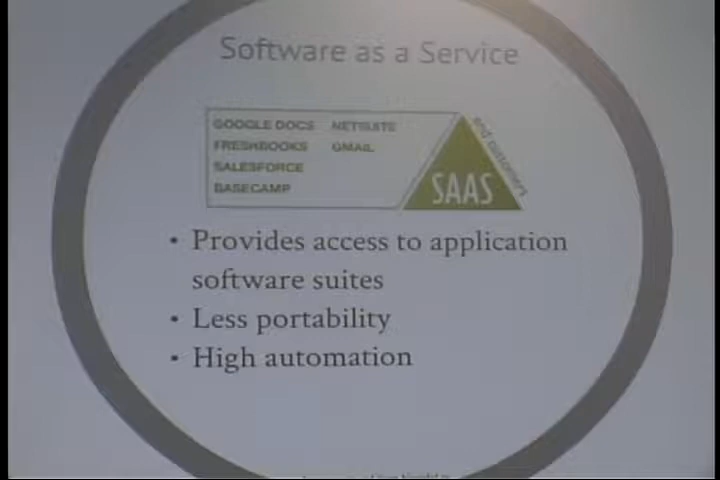 Software as a Service
GOOGLE DOCS NETSUITE
FRESHBOOKS GMAIL
SALESFORCE
BASECAMP
SAAS
end customers
• Provides access to application
software suites
• Less portability
• High automation